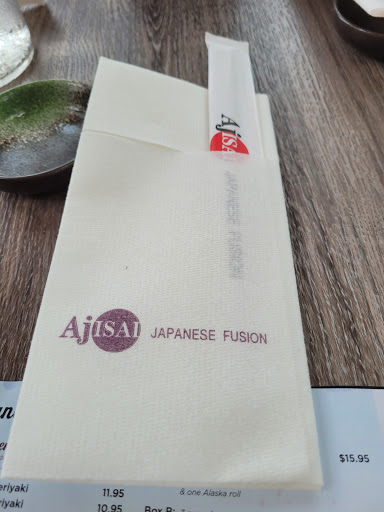 AjISAI
JAPANESE FUSION
AjISAI JAPANESE FUSION
$15.95
eriyaki 11.95 & one Alaska roll
10.95